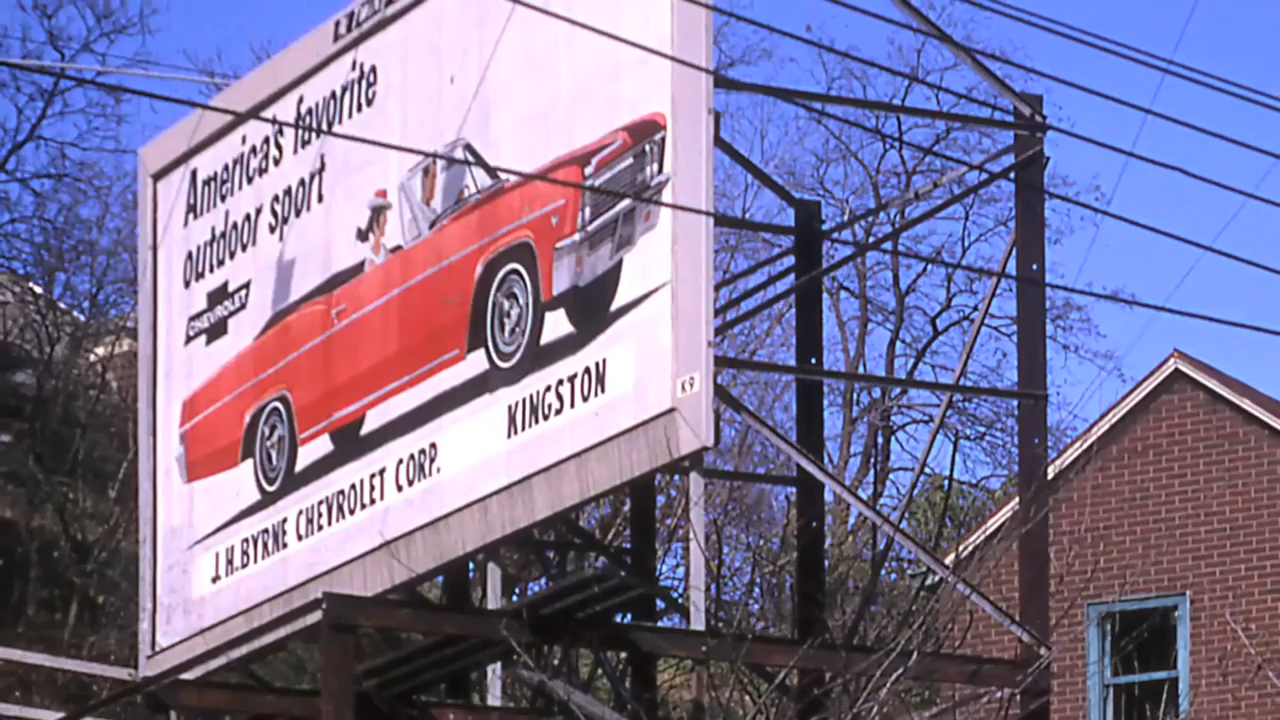 America's favorite
outdoor sport
CHEVROLET
KINGSTON
J.H.BYRNE CHEVROLET CORP.
K9